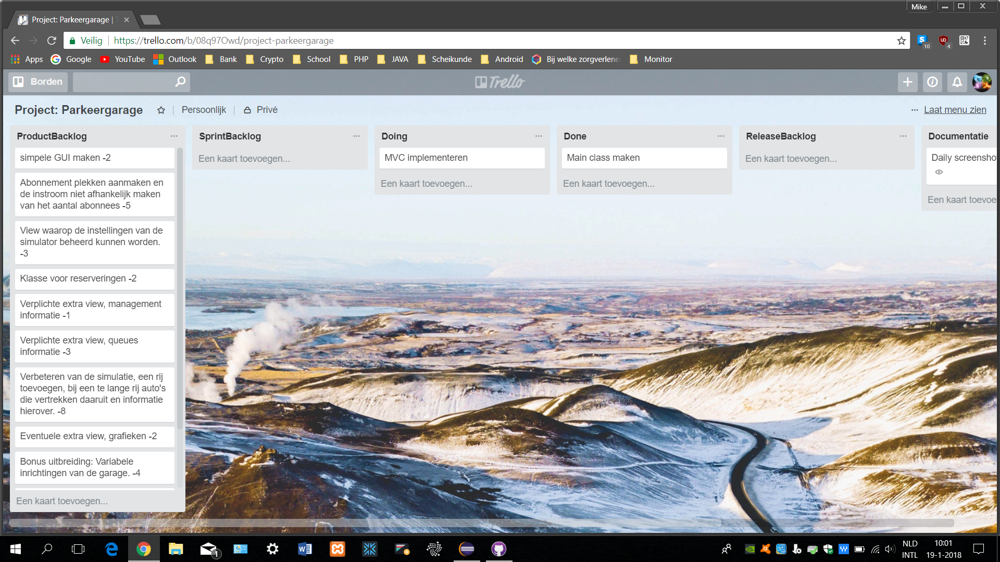 Mike
Project: Parkeergarage |
Veilig
https://trello.com/b/08q97Owd/project-parkeergarage
10
4
Apps
Google
YouTube
Outlook
Bank
Crypto
School
PHP
JAVA
Scheikunde
Android
Bij welke zorgverlene
Monitor
Borden
Trello
Project: Parkeergarage
Persoonlijk
Privé
Laat menu zien
ProductBacklog
simpele GUI maken -2
Abonnement plekken aanmaken en
de instroom niet afhankelijk maken
van het aantal abonnees -5
View waarop de instellingen van de
simulator beheerd kunnen worden.
-3
Klasse voor reserveringen -2
Verplichte extra view, management
informatie -1
Verplichte extra view, queues
informatie -3
Verbeteren van de simulatie, een rij
toevoegen, bij een te lange rij auto's
die vertrekken daaruit en informatie
hierover. -8
Eventuele extra view, grafieken -2
Bonus uitbreiding: Variabele
inrichtingen van de garage. -4
Een kaart toevoegen...
SprintBacklog
Een kaart toevoegen...
Doing
MVC implementeren
Een kaart toevoegen...
Done
Main class maken
Een kaart toevoegen...
ReleaseBacklog
Een kaart toevoegen...
Documentatie
Daily screensho
Een kaart toevoe
1
NLD
INTL
10:01
19-1-2018